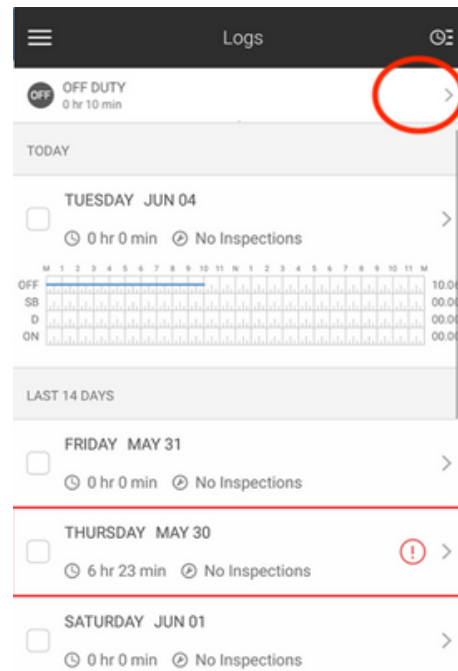 Logs
OFF
OFF DUTY
0 hr 10 min
TODAY
TUESDAY JUN 04
0 hr 0 min No Inspections
M 1 2 3 4 5 6 7 8 9 10 11 N 1 2 3 4 5 6 7 8 9 10 11 M
OFF 10.0
SB 00.0
D 00.0
ON 00.0
LAST 14 DAYS
FRIDAY MAY 31
0 hr 0 min No Inspections
THURSDAY MAY 30
6 hr 23 min No Inspections
SATURDAY JUN 01
0 hr 0 min No Inspections